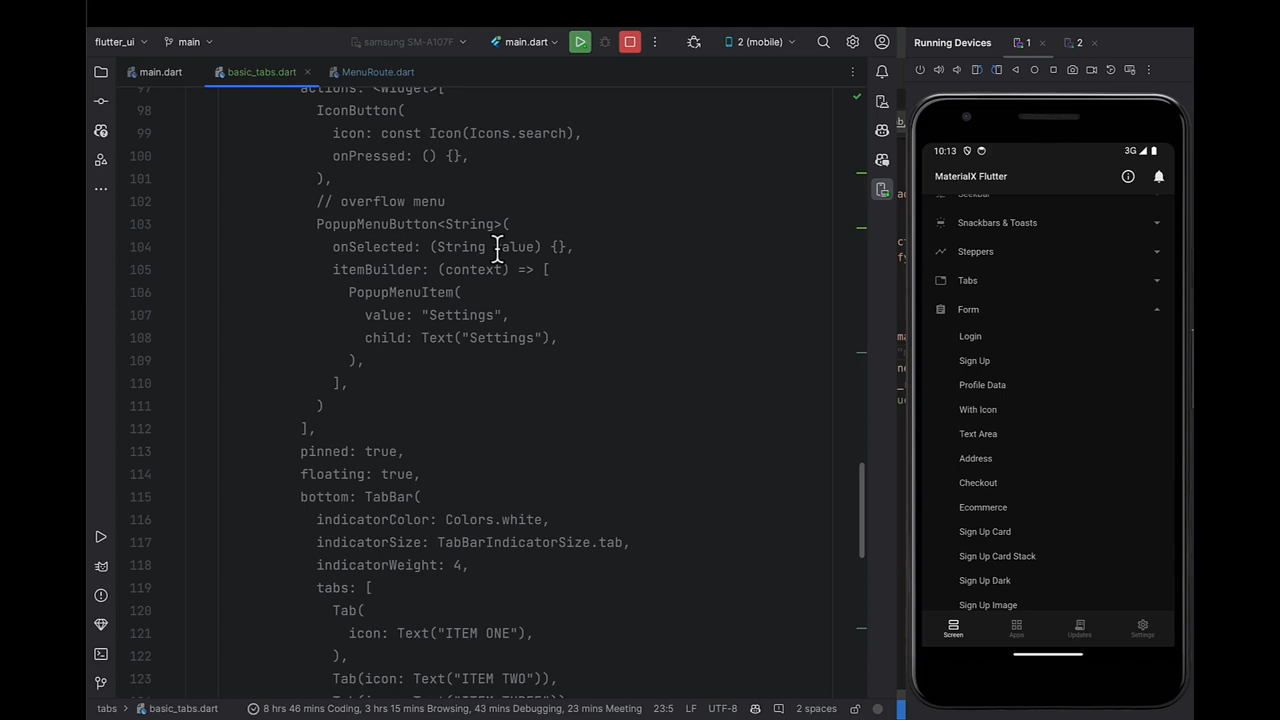 flutter_ui
main
samsung SM-A107F
main.dart
2 (mobile)
Running Devices
1
2
main.dart
basic_tabs.dart
MenuRoute.dart
97 actions: <Widget>[
98 IconButton(
99 icon: const Icon(Icons.search),
100 onPressed: () {},
101 ),
102 // overflow menu
103 PopupMenuButton<String>(
104 onSelected: (String value) {},
105 itemBuilder: (context) => [
106 PopupMenuItem(
107 value: "Settings",
108 child: Text("Settings"),
109 ),
110 ],
111 )
112 ],
113 pinned: true,
114 floating: true,
115 bottom: TabBar(
116 indicatorColor: Colors.white,
117 indicatorSize: TabBarIndicatorSize.tab,
118 indicatorWeight: 4,
119 tabs: [
120 Tab(
121 icon: Text("ITEM ONE"),
122 ),
123 Tab(icon: Text("ITEM TWO")),
10:13
3G
MaterialX Flutter
Seekbar
Snackbars & Toasts
Steppers
Tabs
Form
Login
Sign Up
Profile Data
With Icon
Text Area
Address
Checkout
Ecommerce
Sign Up Card
Sign Up Card Stack
Sign Up Dark
Sign Up Image
Screen
Apps
Updates
Settings
tabs
basic_tabs.dart
8 hrs 46 mins Coding, 3 hrs 15 mins Browsing, 43 mins Debugging, 23 mins Meeting
23:5
LF
UTF-8
2 spaces